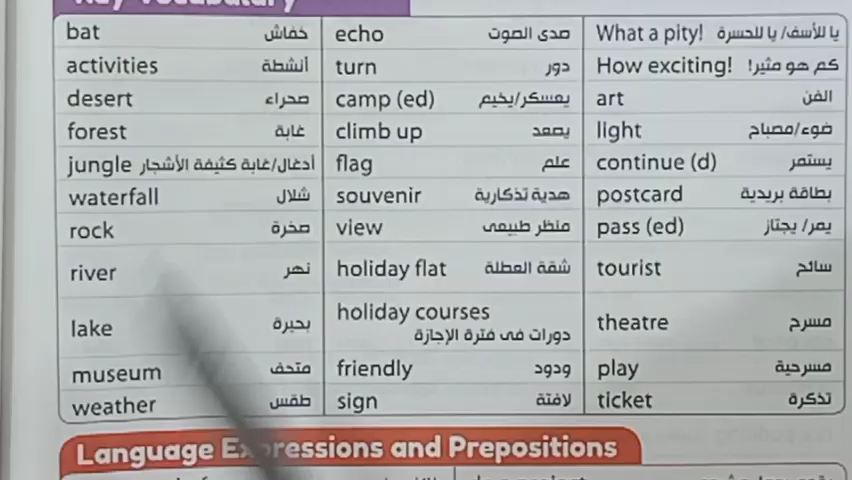 Key Vocabulary
bat خفاش echo صدى الصوت What a pity! يا للأسف/ يا للحسرة
activities أنشطة turn دور How exciting! كم هو مثير!
desert صحراء camp (ed) يعسكر/يخيم art الفن
forest غابة climb up يصعد light ضوء/مصباح
jungle أدغال/غابة كثيفة الأشجار flag علم continue (d) يستمر
waterfall شلال souvenir هدية تذكارية postcard بطاقة بريدية
rock صخرة view منظر طبيعى pass (ed) يمر/ يجتاز
river نهر holiday flat شقة العطلة tourist سائح
lake بحيرة holiday courses دورات فى فترة الإجازة theatre مسرح
museum متحف friendly ودود play مسرحية
weather طقس sign لافتة ticket تذكرة
Language Expressions and Prepositions